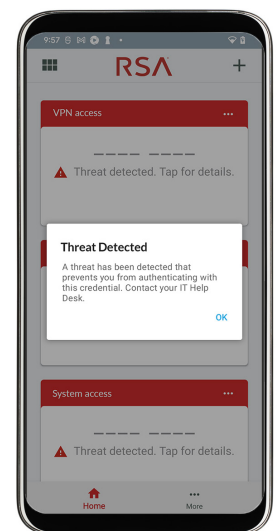 9:57
RSA
VPN access
Threat detected. Tap for details.
Threat Detected
A threat has been detected that
prevents you from authenticating with
this credential. Contact your IT Help
Desk.
OK
System access
Threat detected. Tap for details.
Home
More